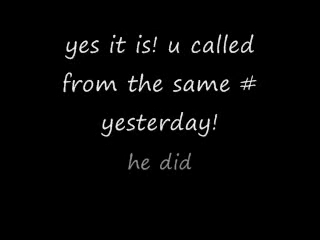 yes it is! u called
from the same #
yesterday!
he did